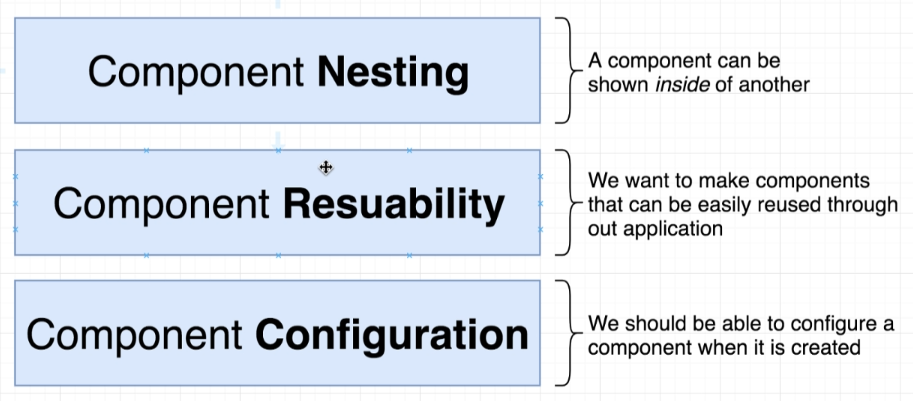 Component Nesting
A component can be
shown inside of another
Component Resuability
We want to make components
that can be easily reused through
out application
Component Configuration
We should be able to configure a
component when it is created